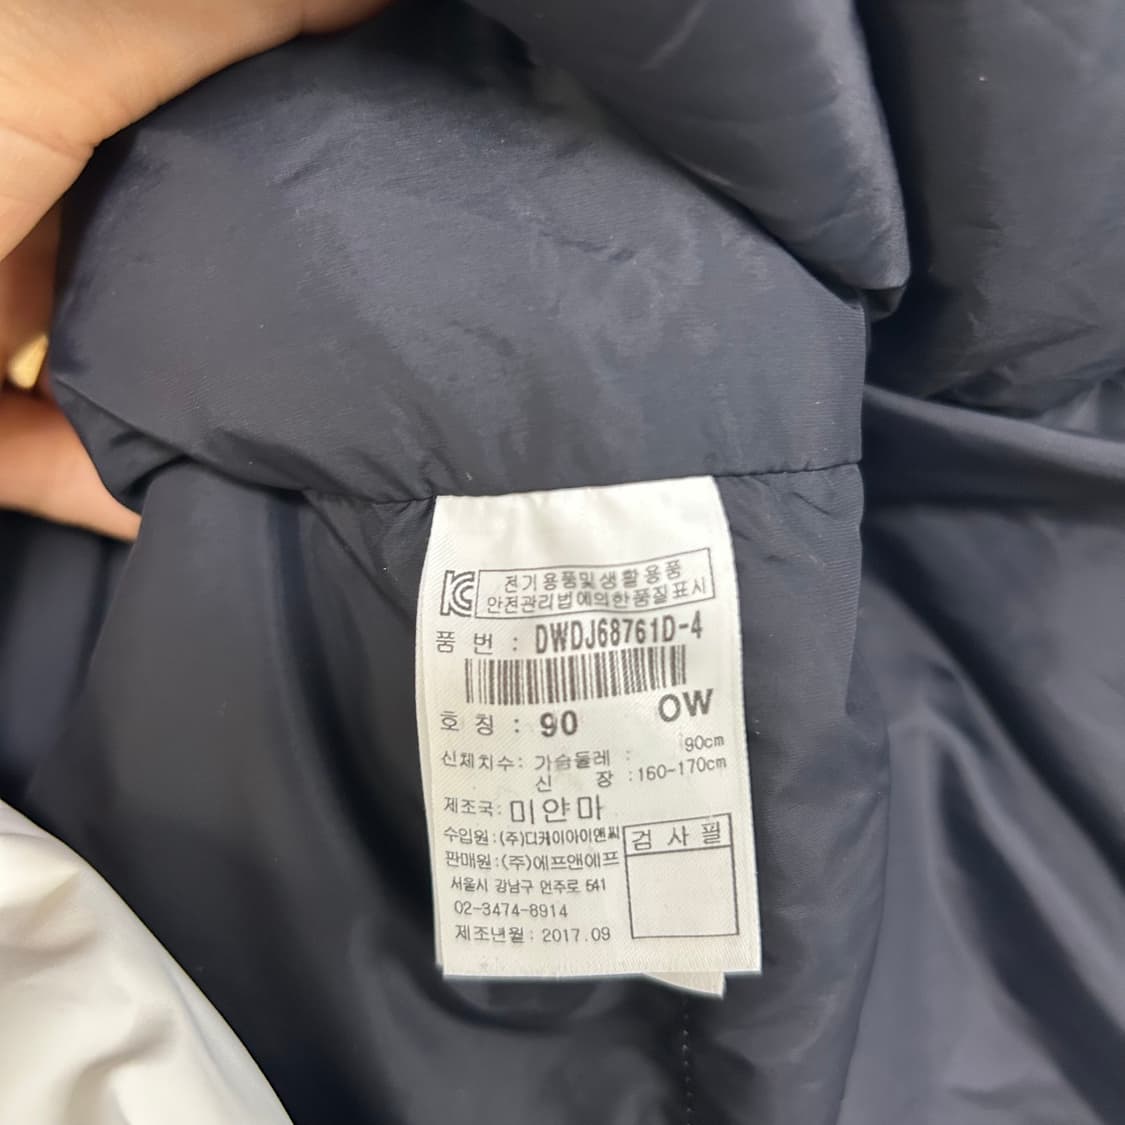 KC 전기용품및생활용품
안전관리법에의한품질표시
품 번 : DWDJ68761D-4
OW
호 칭 : 90
신체치수 : 가슴둘레 : 90cm
신 장 : 160-170cm
제조국 : 미얀마
수입원 : (주)디케이아이앤씨
판매원 : (주)에프앤에프
검 사 필
서울시 강남구 언주로 541
02-3474-8914
제조년월 : 2017.09